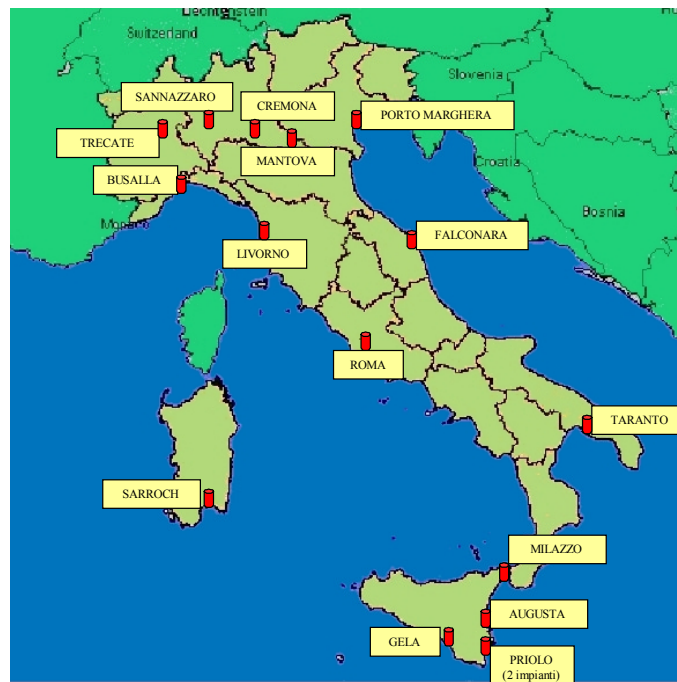 Liechtenstein
Switzerland
Slovenia
SANNAZZARO
CREMONA
PORTO MARGHERA
TRECATE
MANTOVA
Croatia
BUSALLA
Bosnia
Monaco
FALCONARA
LIVORNO
ROMA
TARANTO
SARROCH
MILAZZO
AUGUSTA
GELA
PRIOLO
(2 impianti)